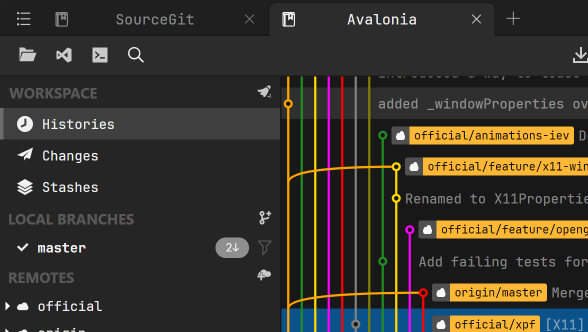 SourceGit
Avalonia
WORKSPACE
Histories
Changes
Stashes
LOCAL BRANCHES
master 2↓
REMOTES
official
origin
added _windowProperties ov
official/animations-iev D
official/feature/x11-win
Renamed to X11Propertie
official/feature/openg
Add failing tests for
origin/master Merge
official/xpf [X11]